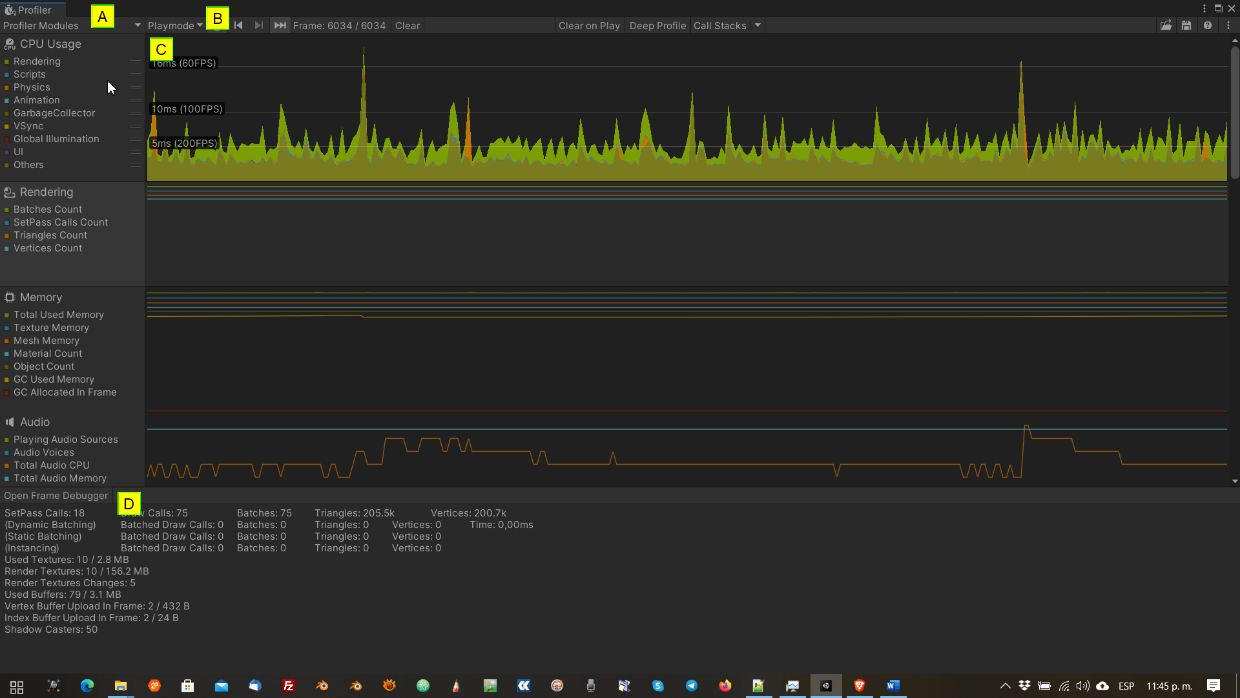 Profiler
A
B
Profiler Modules
Playmode
Frame: 6034 / 6034
Clear
Clear on Play
Deep Profile
Call Stacks
CPU Usage
Rendering
Scripts
Physics
Animation
GarbageCollector
VSync
Global Illumination
UI
Others
C
16ms (60FPS)
10ms (100FPS)
5ms (200FPS)
Rendering
Batches Count
SetPass Calls Count
Triangles Count
Vertices Count
Memory
Total Used Memory
Texture Memory
Mesh Memory
Material Count
Object Count
GC Used Memory
GC Allocated In Frame
Audio
Playing Audio Sources
Audio Voices
Total Audio CPU
Total Audio Memory
Open Frame Debugger
D
SetPass Calls: 18 Draw Calls: 75 Batches: 75 Triangles: 205.5k Vertices: 200.7k
(Dynamic Batching) Batched Draw Calls: 0 Batches: 0 Triangles: 0 Vertices: 0 Time: 0,00ms
(Static Batching) Batched Draw Calls: 0 Batches: 0 Triangles: 0 Vertices: 0
(Instancing) Batched Draw Calls: 0 Batches: 0 Triangles: 0 Vertices: 0
Used Textures: 10 / 2.8 MB
Render Textures: 10 / 156.2 MB
Render Textures Changes: 5
Used Buffers: 79 / 3.1 MB
Vertex Buffer Upload In Frame: 2 / 432 B
Index Buffer Upload In Frame: 2 / 24 B
Shadow Casters: 50
ESP 11:45 p. m.